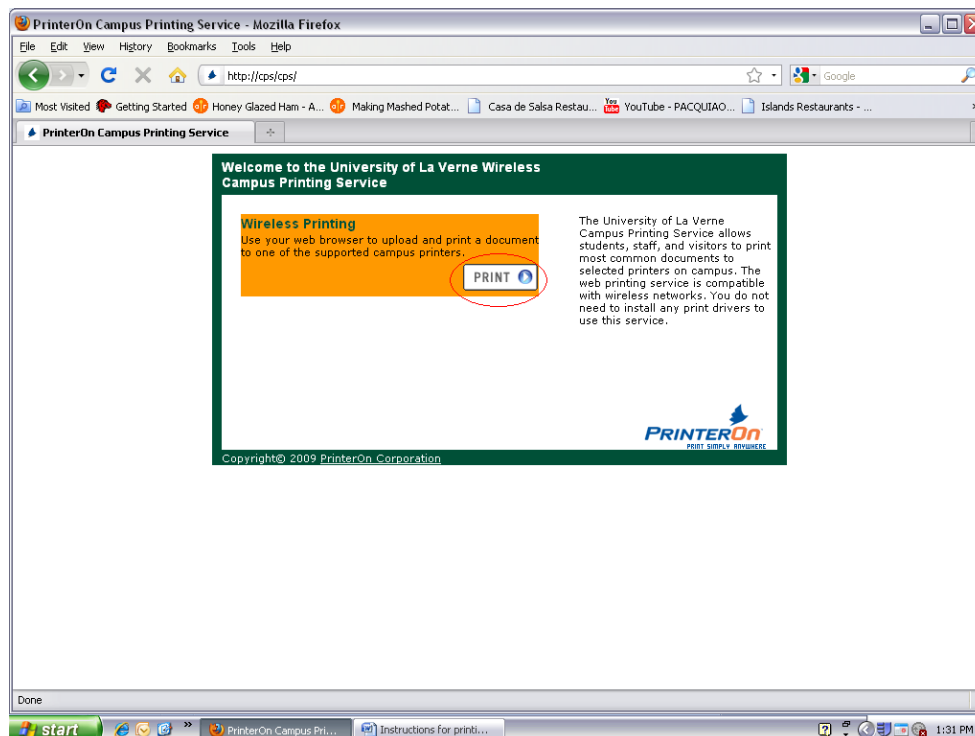 PrinterOn Campus Printing Service - Mozilla Firefox
File Edit View History Bookmarks Tools Help
http://cps/cps/
Google
Most Visited Getting Started Honey Glazed Ham - A... Making Mashed Potat... Casa de Salsa Restau... YouTube - PACQUIAO... Islands Restaurants - ...
PrinterOn Campus Printing Service
Welcome to the University of La Verne Wireless
Campus Printing Service
Wireless Printing
Use your web browser to upload and print a document
to one of the supported campus printers.
PRINT
The University of La Verne
Campus Printing Service allows
students, staff, and visitors to print
most common documents to
selected printers on campus. The
web printing service is compatible
with wireless networks. You do not
need to install any print drivers to
use this service.
PRINTEROn
PRINT SIMPLY ANYWHERE
Copyright© 2009 PrinterOn Corporation
Done
start
PrinterOn Campus Pri...
Instructions for printi...
1:31 PM